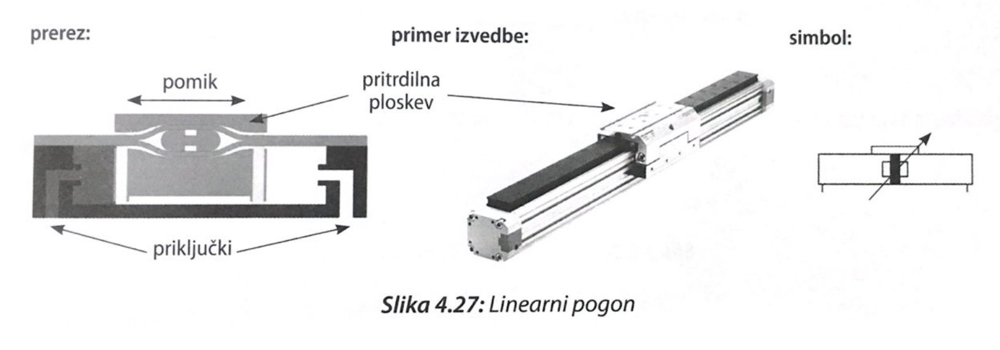 prerez:
primer izvedbe:
simbol:
pomik
pritrdilna
ploskev
priključki
Slika 4.27: Linearni pogon